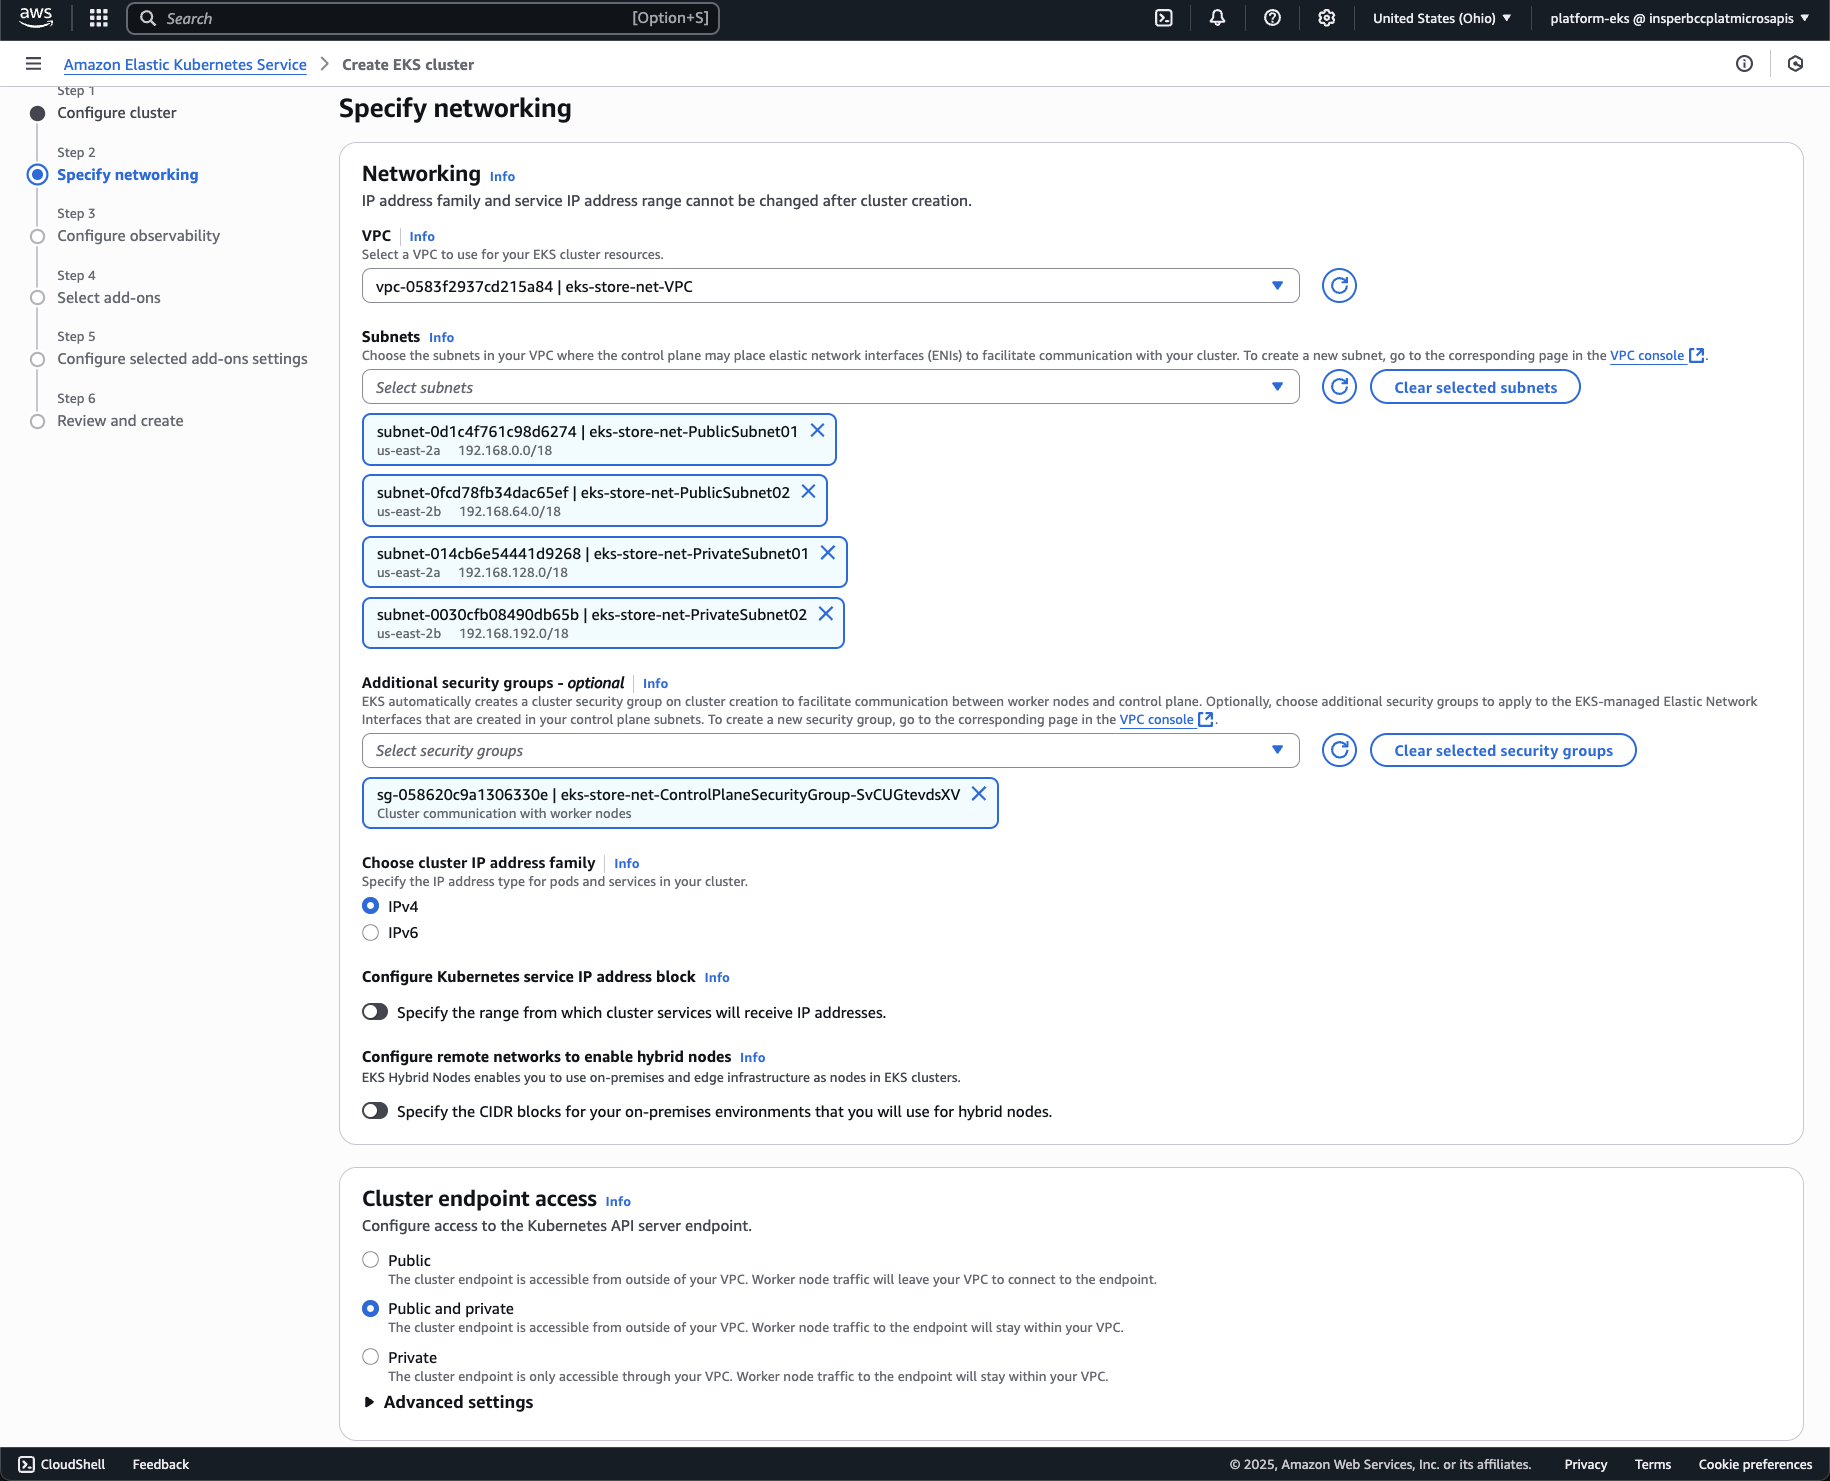 aws
Search [Option+S]
United States (Ohio)
platform-eks @ insperbccplatmicrosapis
Amazon Elastic Kubernetes Service > Create EKS cluster
Step 1
Configure cluster
Step 2
Specify networking
Step 3
Configure observability
Step 4
Select add-ons
Step 5
Configure selected add-ons settings
Step 6
Review and create
Specify networking
Networking Info
IP address family and service IP address range cannot be changed after cluster creation.
VPC Info
Select a VPC to use for your EKS cluster resources.
vpc-0583f2937cd215a84 | eks-store-net-VPC
Subnets Info
Choose the subnets in your VPC where the control plane may place elastic network interfaces (ENIs) to facilitate communication with your cluster. To create a new subnet, go to the corresponding page in the VPC console.
Select subnets
Clear selected subnets
subnet-0d1c4f761c98d6274 | eks-store-net-PublicSubnet01
us-east-2a 192.168.0.0/18
subnet-0fcd78fb34dac65ef | eks-store-net-PublicSubnet02
us-east-2b 192.168.64.0/18
subnet-014cb6e54441d9268 | eks-store-net-PrivateSubnet01
us-east-2a 192.168.128.0/18
subnet-0030cfb08490db65b | eks-store-net-PrivateSubnet02
us-east-2b 192.168.192.0/18
Additional security groups - optional Info
EKS automatically creates a cluster security group on cluster creation to facilitate communication between worker nodes and control plane. Optionally, choose additional security groups to apply to the EKS-managed Elastic Network
Interfaces that are created in your control plane subnets. To create a new security group, go to the corresponding page in the VPC console.
Select security groups
Clear selected security groups
sg-058620c9a1306330e | eks-store-net-ControlPlaneSecurityGroup-SvCUGtevdsXV
Cluster communication with worker nodes
Choose cluster IP address family Info
Specify the IP address type for pods and services in your cluster.
IPv4
IPv6
Configure Kubernetes service IP address block Info
Specify the range from which cluster services will receive IP addresses.
Configure remote networks to enable hybrid nodes Info
EKS Hybrid Nodes enables you to use on-premises and edge infrastructure as nodes in EKS clusters.
Specify the CIDR blocks for your on-premises environments that you will use for hybrid nodes.
Cluster endpoint access Info
Configure access to the Kubernetes API server endpoint.
Public
The cluster endpoint is accessible from outside of your VPC. Worker node traffic will leave your VPC to connect to the endpoint.
Public and private
The cluster endpoint is accessible from outside of your VPC. Worker node traffic to the endpoint will stay within your VPC.
Private
The cluster endpoint is only accessible through your VPC. Worker node traffic to the endpoint will stay within your VPC.
Advanced settings
CloudShell Feedback © 2025, Amazon Web Services, Inc. or its affiliates. Privacy Terms Cookie preferences